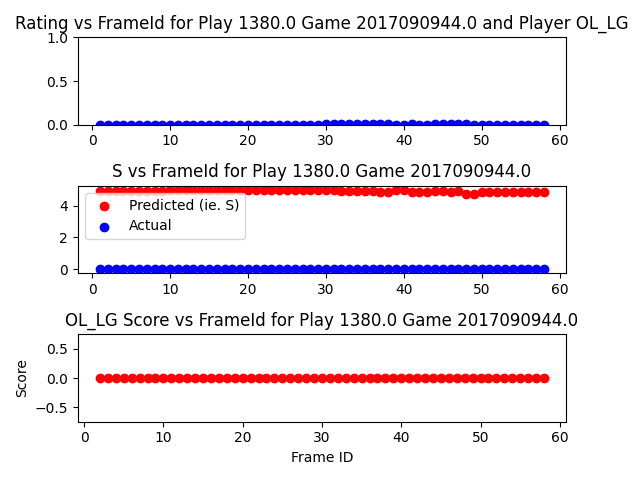 Rating vs FrameId for Play 1380.0 Game 2017090944.0 and Player OL_LG
1.0
0.5
0.0
0 10 20 30 40 50 60
S vs FrameId for Play 1380.0 Game 2017090944.0
4
2
0
Predicted (ie. S)
Actual
0 10 20 30 40 50 60
OL_LG Score vs FrameId for Play 1380.0 Game 2017090944.0
Score
0.5
0.0
−0.5
0 10 20 30 40 50 60
Frame ID